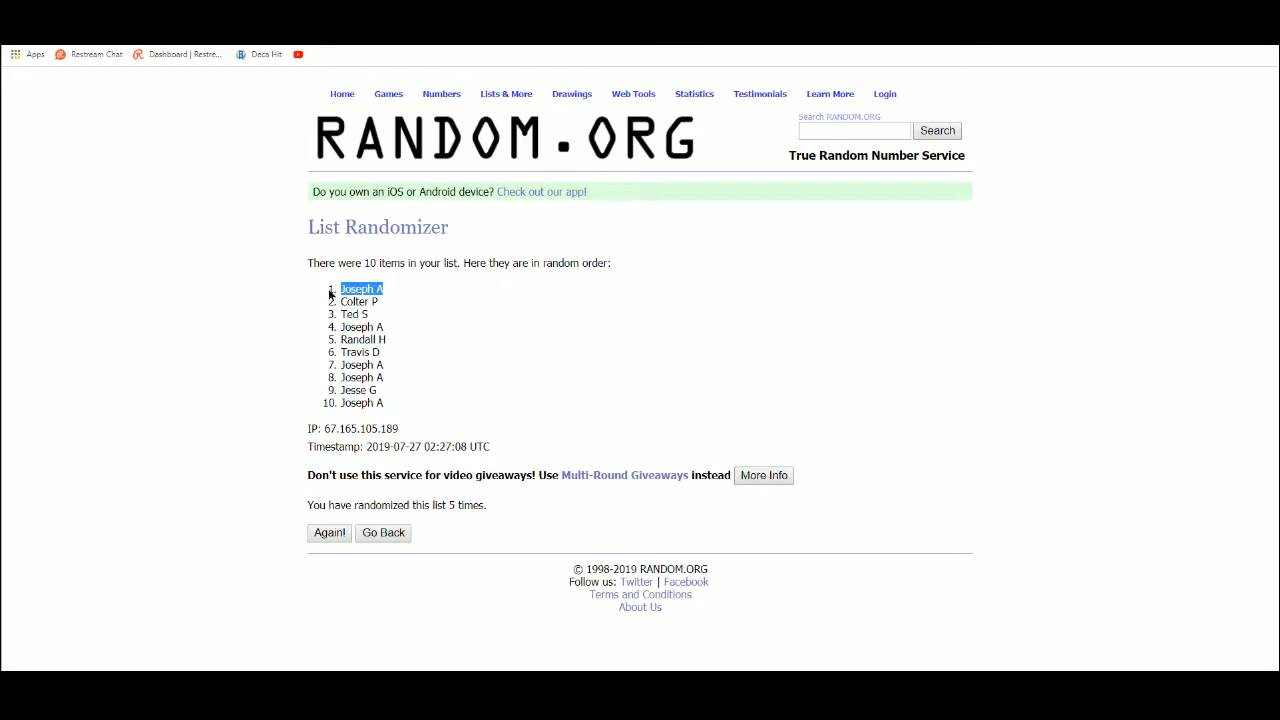 Apps Restream Chat Dashboard | Restre... Deca Hit
Home Games Numbers Lists & More Drawings Web Tools Statistics Testimonials Learn More Login
RANDOM.ORG
Search RANDOM.ORG
Search
True Random Number Service
Do you own an iOS or Android device? Check out our app!
List Randomizer
There were 10 items in your list. Here they are in random order:
1. Joseph A
2. Colter P
3. Ted S
4. Joseph A
5. Randall H
6. Travis D
7. Joseph A
8. Joseph A
9. Jesse G
10. Joseph A
IP: 67.165.105.189
Timestamp: 2019-07-27 02:27:08 UTC
Don't use this service for video giveaways! Use Multi-Round Giveaways instead More Info
You have randomized this list 5 times.
Again! Go Back
© 1998-2019 RANDOM.ORG
Follow us: Twitter | Facebook
Terms and Conditions
About Us